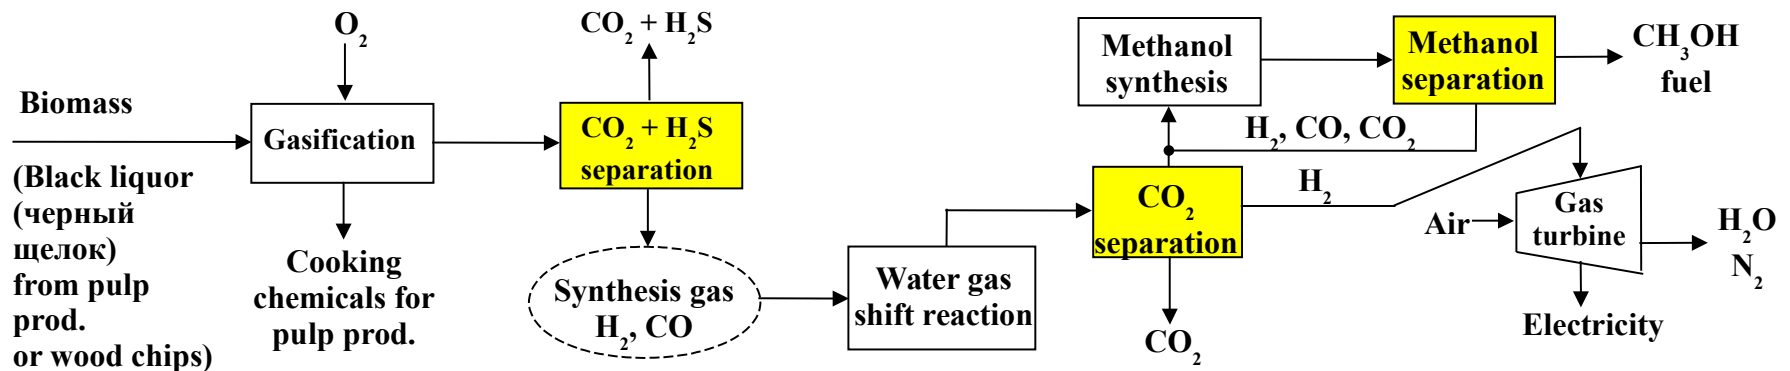 O₂
CO₂ + H₂S
Biomass
Gasification
CO₂ + H₂S
separation
(Black liquor
(черный
щелок)
from pulp
prod.
or wood chips)
Cooking
chemicals for
pulp prod.
Synthesis gas
H₂, CO
Water gas
shift reaction
Methanol
synthesis
Methanol
separation
CH₃OH
fuel
H₂, CO, CO₂
CO₂
separation
H₂
CO₂
Air
Gas
turbine
H₂O
N₂
Electricity